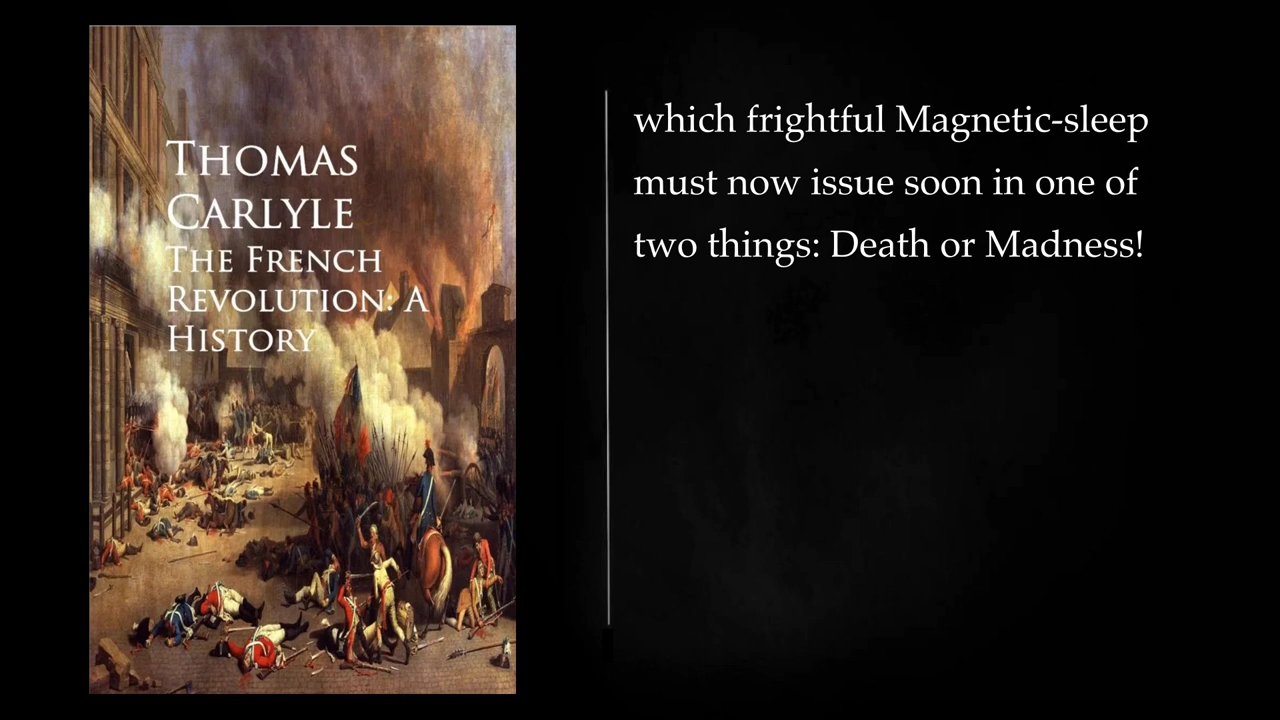 THOMAS
CARLYLE
THE FRENCH
REVOLUTION: A
HISTORY
which frightful Magnetic-sleep
must now issue soon in one of
two things: Death or Madness!